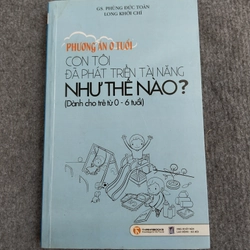 GS. PHÙNG ĐỨC TOÀN
LONG KHỞI CHI
PHƯƠNG ÁN 0 TUỔI
CON TÔI
ĐÃ PHÁT TRIỂN TÀI NĂNG
NHƯ THẾ NÀO?
(Dành cho trẻ từ 0 - 6 tuổi)